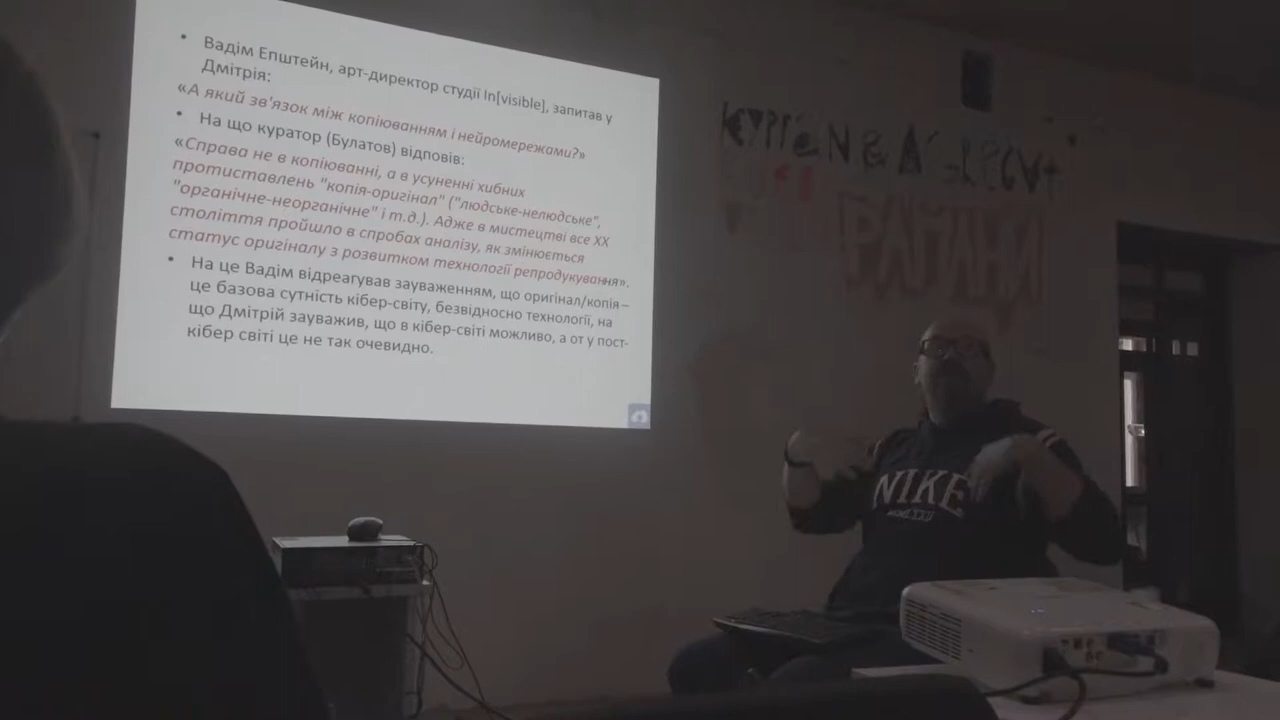 • Вадім Епштейн, арт-директор студії In[visible], запитав у
Дмітрія:
«А який зв'язок між копіюванням і нейромережами?»
• На що куратор (Булатов) відповів:
«Справа не в копіюванні, а в усуненні хибних
протиставлень "копія-оригінал" ("людське-нелюдське",
"органічне-неорганічне" і т.д.). Адже в мистецтві все ХХ
століття пройшло в спробах аналізу, як змінюється
статус оригіналу з розвитком технології репродукування».
• На це Вадім відреагував зауваженням, що оригінал/копія –
це базова сутність кібер-світу, безвідносно технології, на
що Дмітрій зауважив, що в кібер-світі можливо, а от у пост-
кібер світі це не так очевидно.
NIKE